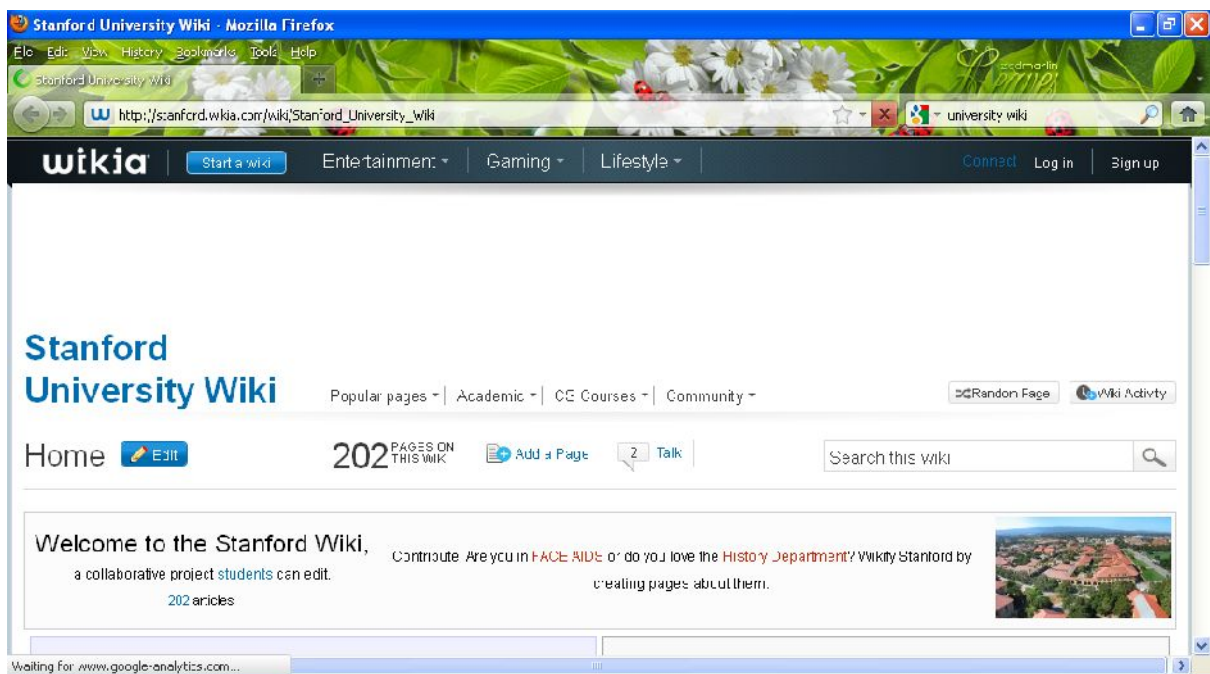 Stanford University Wiki - Mozilla Firefox
File Edit View History Bookmarks Tools Help
Stanford University Wiki
http://stanford.wikia.com/wiki/Stanford_University_Wiki
university wiki
wikia
Start a wiki
Entertainment
Gaming
Lifestyle
Connect
Log in
Sign up
Stanford
University Wiki
Popular pages
Academic
CE Courses
Community
Random Page
Wiki Activity
Home
Edit
202 PAGES ON
THIS WIKI
Add a Page
2
Talk
Search this wiki
Welcome to the Stanford Wiki,
a collaborative project students can edit.
202 articles
Contribute. Are you in FACE AIDS or do you love the History Department? Wikify Stanford by
creating pages about them.
Waiting for www.google-analytics.com...